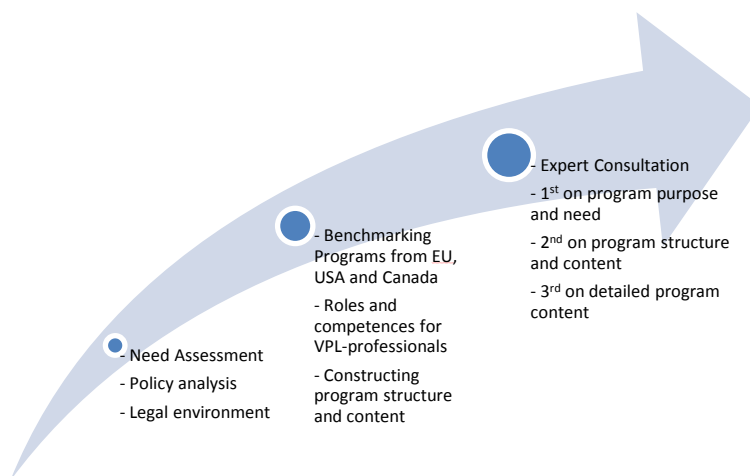 - Need Assessment
- Policy analysis
- Legal environment
- Benchmarking
Programs from EU,
USA and Canada
- Roles and
competences for
VPL-professionals
- Constructing
program structure
and content
- Expert Consultation
- 1st on program purpose
and need
- 2nd on program structure
and content
- 3rd on detailed program
content